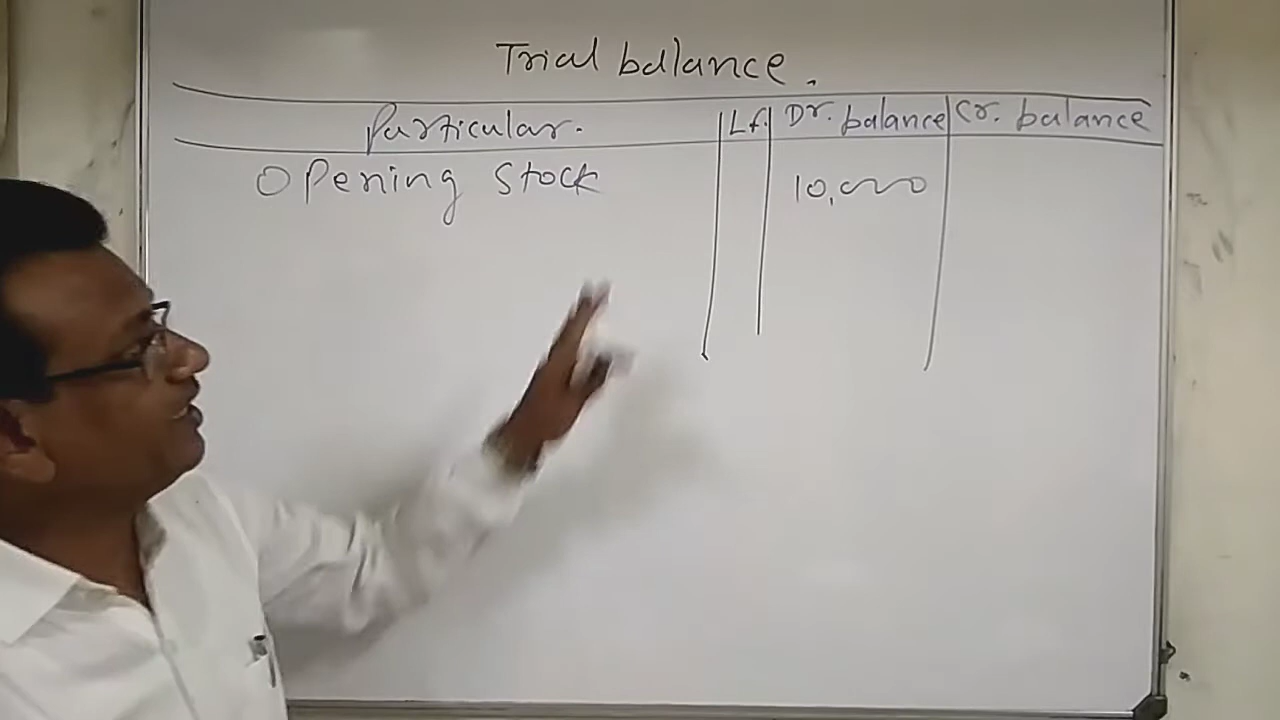 Trial balance.
Particular. L.f. Dr. balance Cr. balance
Opening Stock 10,000